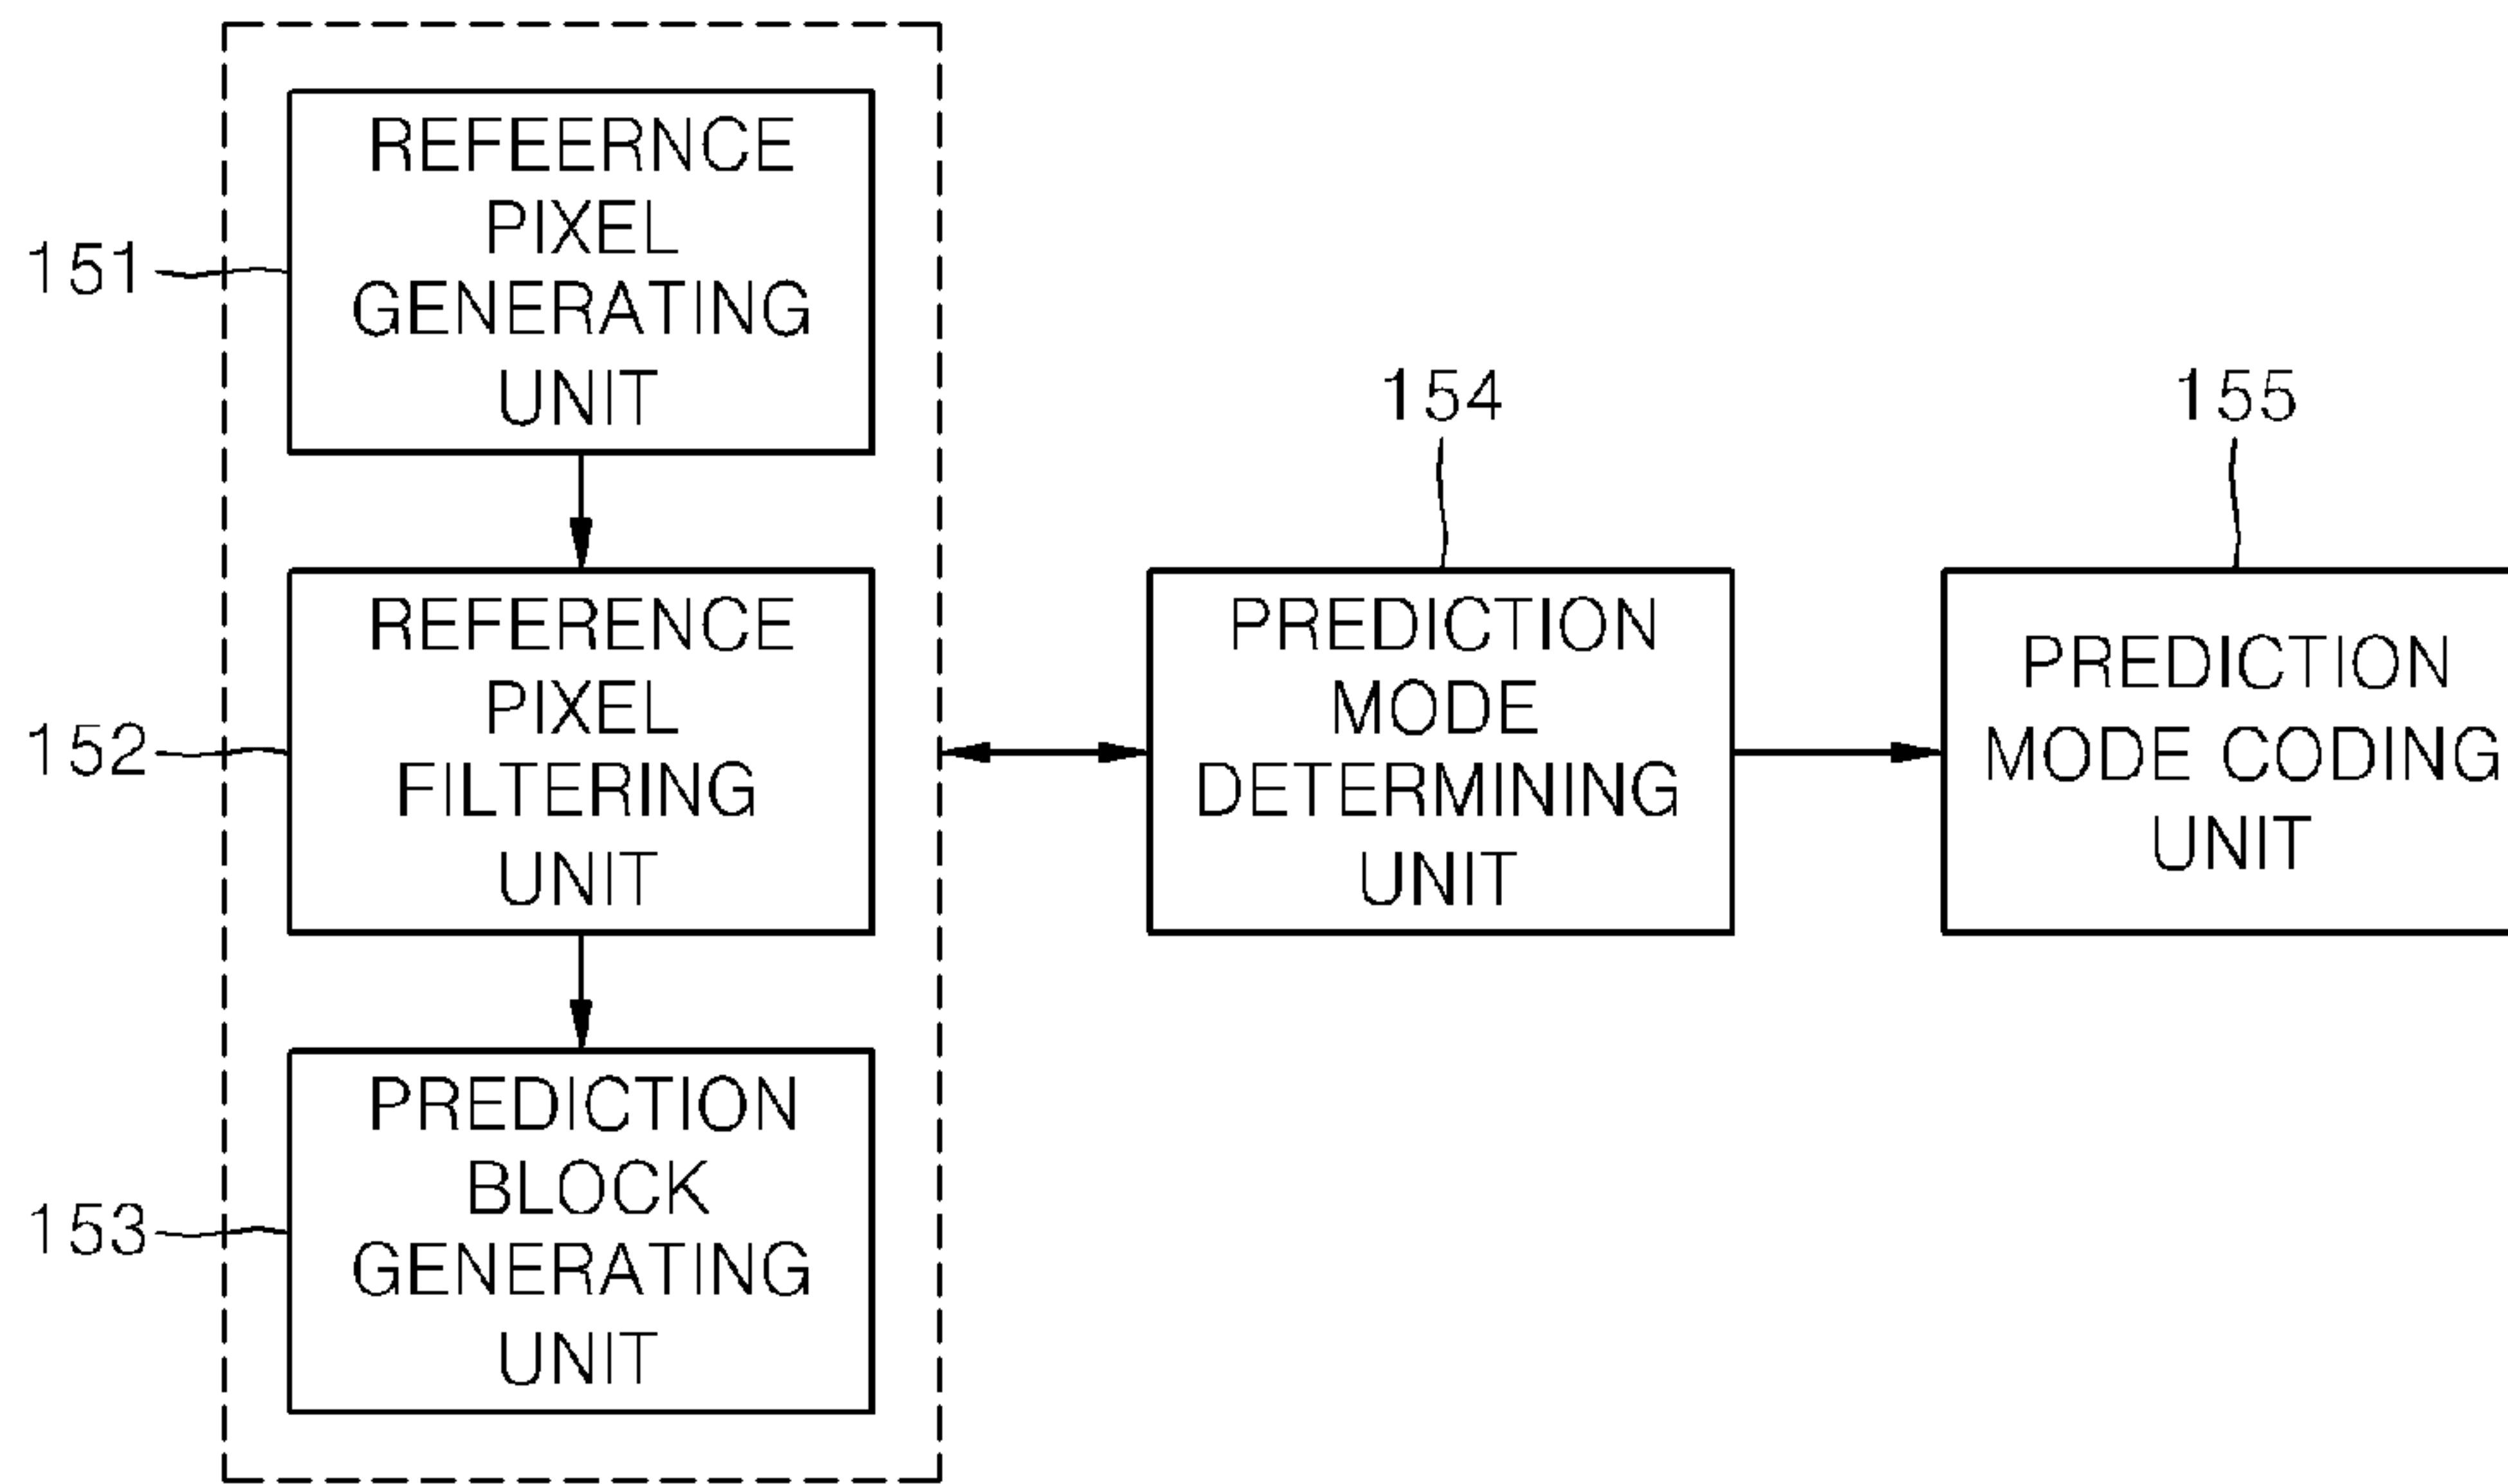 REFEERNCE
PIXEL
GENERATING
UNIT
151
REFERENCE
PIXEL
FILTERING
UNIT
152
PREDICTION
BLOCK
GENERATING
UNIT
153
154
PREDICTION
MODE
DETERMINING
UNIT
155
PREDICTION
MODE CODING
UNIT